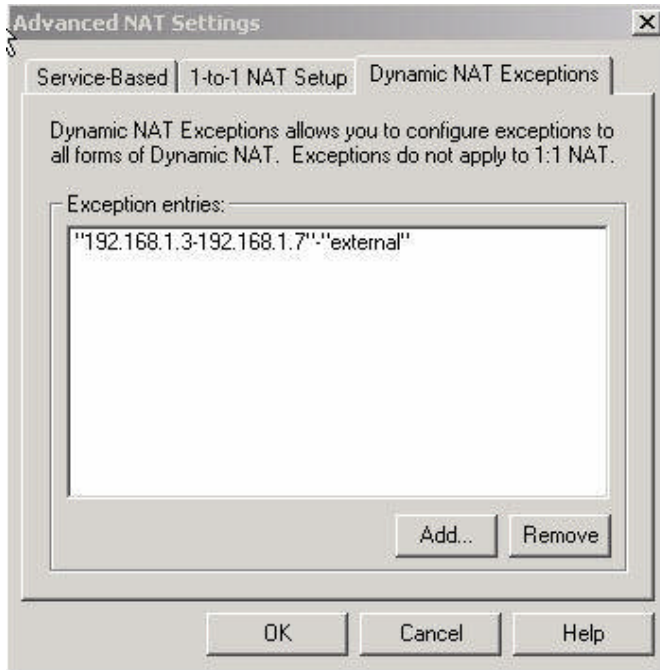 Advanced NAT Settings
Service-Based
1-to-1 NAT Setup
Dynamic NAT Exceptions
Dynamic NAT Exceptions allows you to configure exceptions to
all forms of Dynamic NAT. Exceptions do not apply to 1:1 NAT.
Exception entries:
"192.168.1.3-192.168.1.7"-"external"
Add...
Remove
OK
Cancel
Help